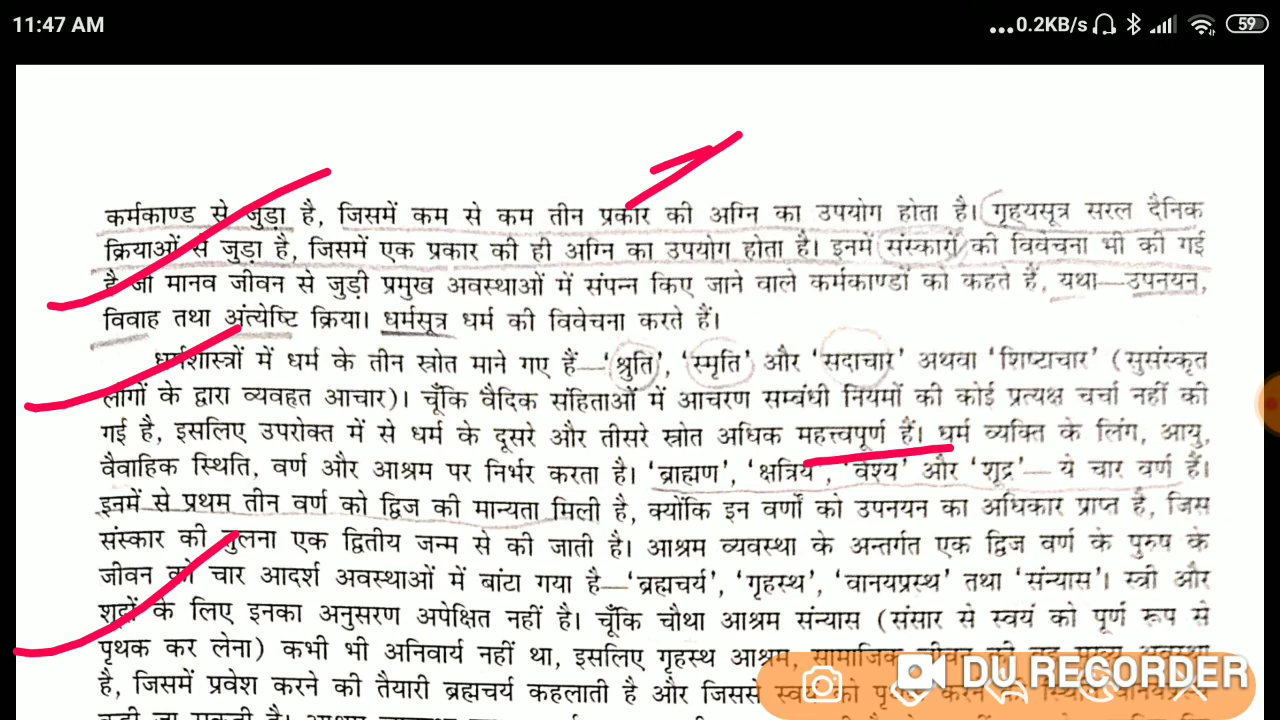 11:47 AM
...0.2KB/s 59
कर्मकाण्ड से जुड़ा है, जिसमें कम से कम तीन प्रकार की अग्नि का उपयोग होता है। गृहयसूत्र सरल दैनिक
क्रियाओं से जुड़ा है, जिसमें एक प्रकार की ही अग्नि का उपयोग होता है। इनमें संस्कारों की विवेचना भी की गई
है जो मानव जीवन से जुड़ी प्रमुख अवस्थाओं में संपन्न किए जाने वाले कर्मकाण्डों को कहते हैं, यथा—उपनयन,
विवाह तथा अंत्येष्टि क्रिया। धर्मसूत्र धर्म की विवेचना करते हैं।
धर्मशास्त्रों में धर्म के तीन स्रोत माने गए हैं—'श्रुति', 'स्मृति' और 'सदाचार' अथवा 'शिष्टाचार' (सुसंस्कृत
लोगों के द्वारा व्यवहृत आचार)। चूँकि वैदिक संहिताओं में आचरण सम्बंधी नियमों की कोई प्रत्यक्ष चर्चा नहीं की
गई है, इसलिए उपरोक्त में से धर्म के दूसरे और तीसरे स्रोत अधिक महत्त्वपूर्ण हैं। धर्म व्यक्ति के लिंग, आयु,
वैवाहिक स्थिति, वर्ण और आश्रम पर निर्भर करता है। 'ब्राह्मण', 'क्षत्रिय', 'वैश्य' और 'शूद्र'— ये चार वर्ण हैं।
इनमें से प्रथम तीन वर्ण को द्विज की मान्यता मिली है, क्योंकि इन वर्णों को उपनयन का अधिकार प्राप्त है, जिस
संस्कार की तुलना एक द्वितीय जन्म से की जाती है। आश्रम व्यवस्था के अन्तर्गत एक द्विज वर्ण के पुरुष के
जीवन को चार आदर्श अवस्थाओं में बांटा गया है—'ब्रह्मचर्य', 'गृहस्थ', 'वानयप्रस्थ' तथा 'संन्यास'। स्त्री और
शूद्रों के लिए इनका अनुसरण अपेक्षित नहीं है। चूँकि चौथा आश्रम संन्यास (संसार से स्वयं को पूर्ण रूप से
पृथक कर लेना) कभी भी अनिवार्य नहीं था, इसलिए गृहस्थ आश्रम, सामाजिक जीवन की वह मुख्य अवस्था
है, जिसमें प्रवेश करने की तैयारी ब्रह्मचर्य कहलाती है और जिससे स्वयं को करने की
DU RECORDER